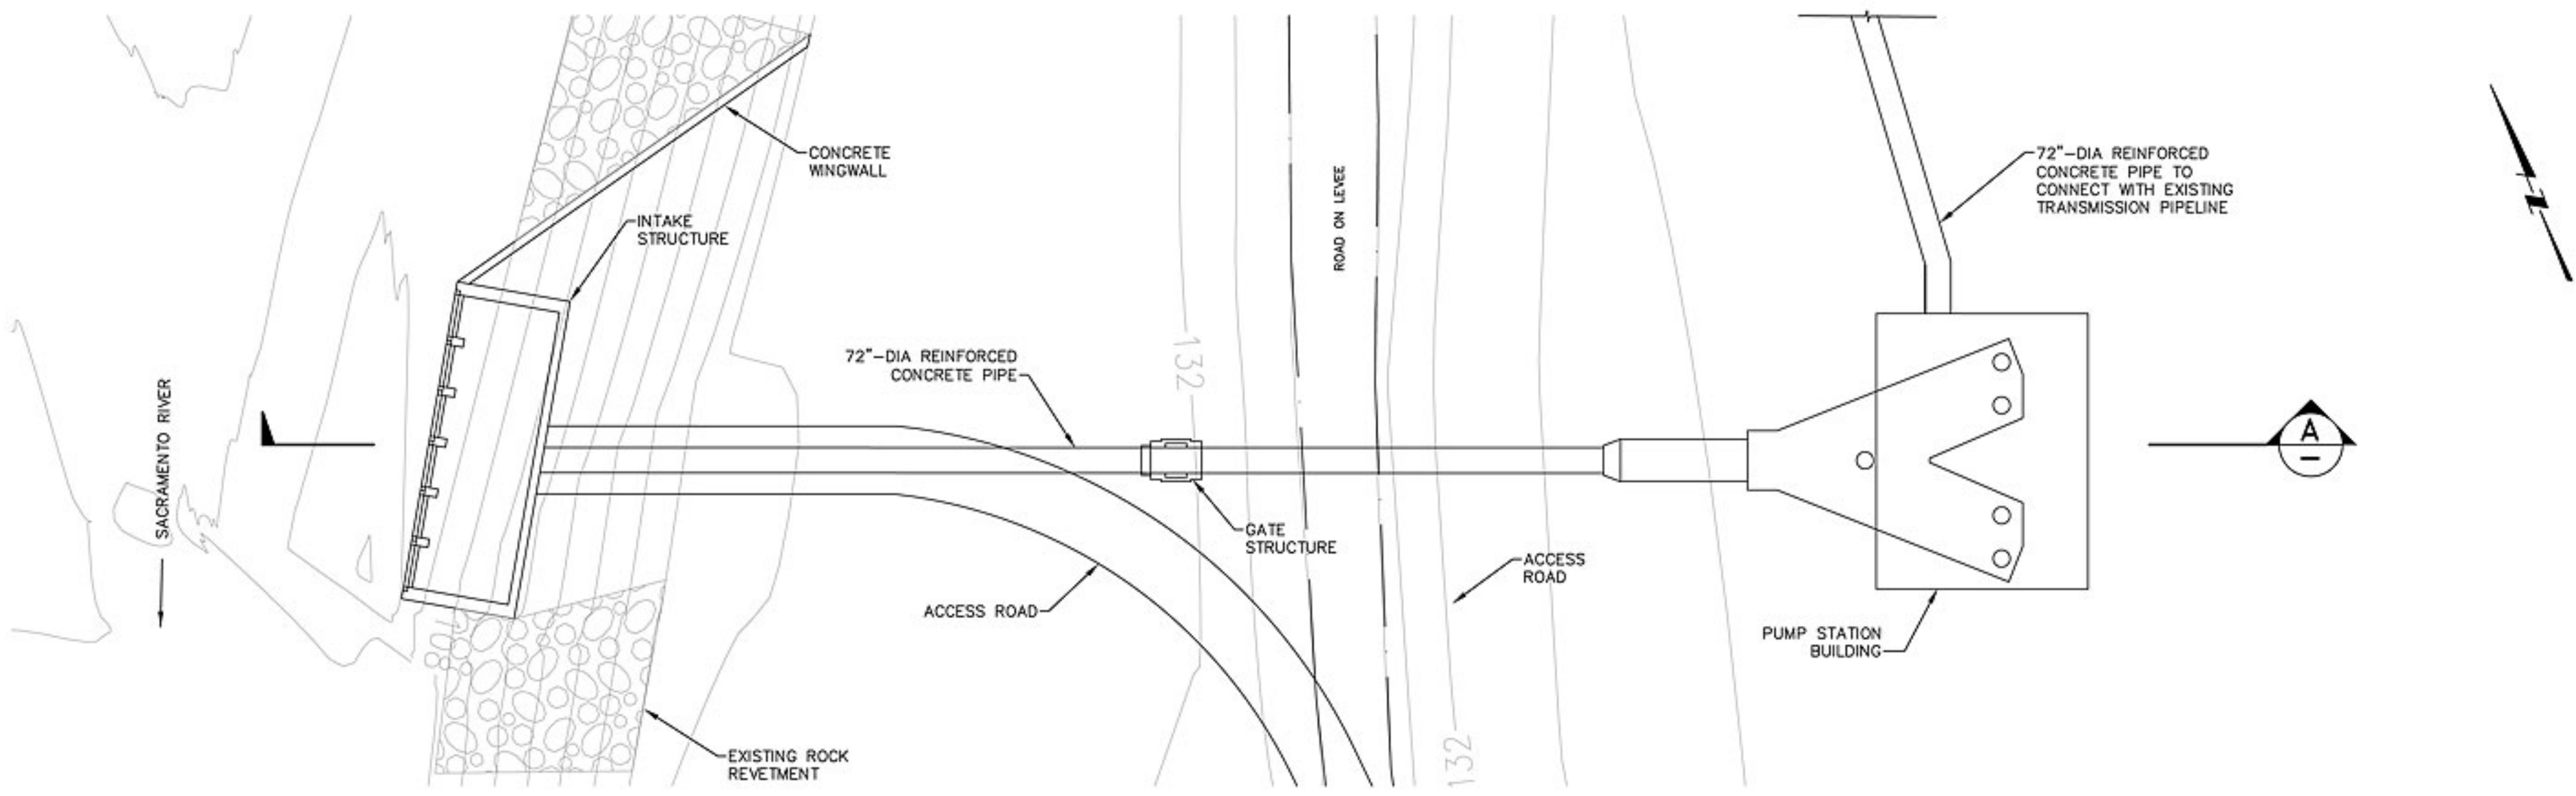 CONCRETE
WINGWALL
INTAKE
STRUCTURE
ROAD ON LEVEE
72"-DIA REINFORCED
CONCRETE PIPE TO
CONNECT WITH EXISTING
TRANSMISSION PIPELINE
N
SACRAMENTO RIVER
72"-DIA REINFORCED
CONCRETE PIPE
132
A
–
GATE
STRUCTURE
ACCESS
ROAD
ACCESS ROAD
PUMP STATION
BUILDING
EXISTING ROCK
REVETMENT
132